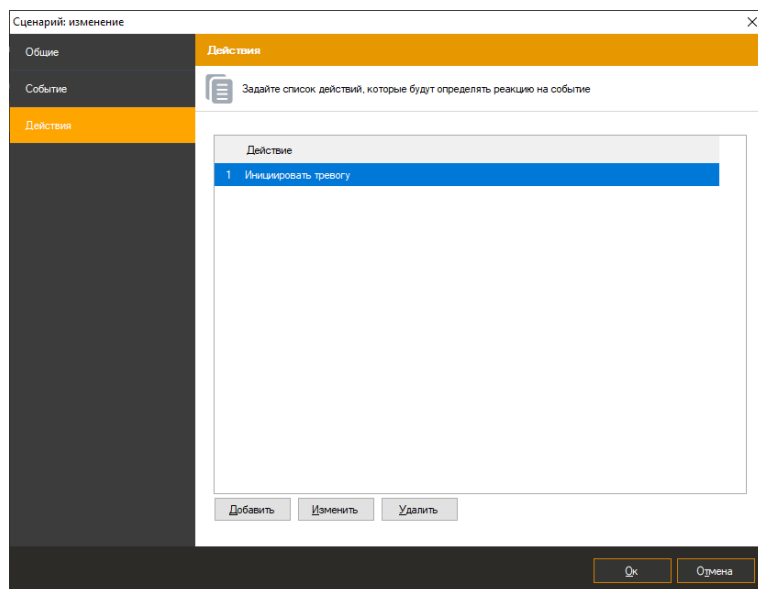 Сценарий: изменение
Общие
Действия
Событие
Задайте список действий, которые будут определять реакцию на событие
Действия
Действие
1 Инициировать тревогу
Добавить Изменить Удалить
Ок Отмена